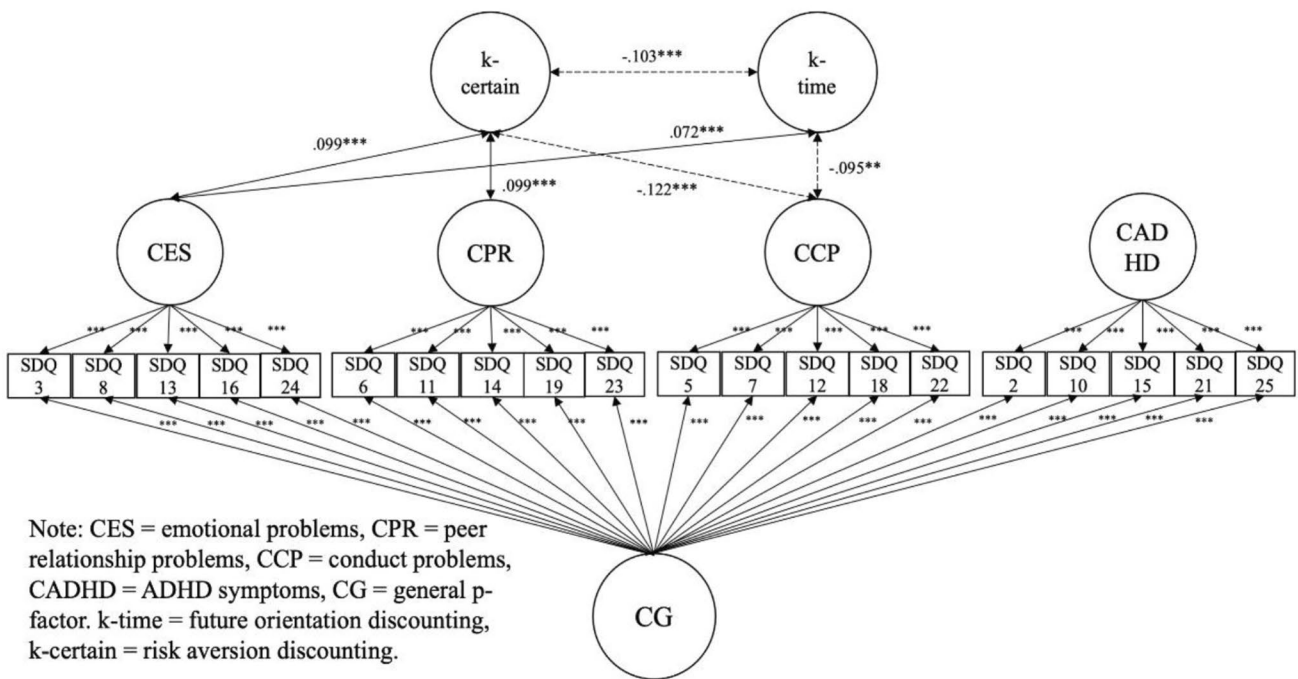 k-
certain
-.103***
k-
time
.099***
.072***
.099***
-.122***
-.095**
CES
CPR
CCP
CAD
HD
*** *** *** *** ***
*** *** *** *** ***
*** *** *** *** ***
*** *** *** *** ***
SDQ SDQ SDQ SDQ SDQ
3 8 13 16 24
SDQ SDQ SDQ SDQ SDQ
6 11 14 19 23
SDQ SDQ SDQ SDQ SDQ
5 7 12 18 22
SDQ SDQ SDQ SDQ SDQ
2 10 15 21 25
*** *** *** *** *** *** *** *** *** *** *** *** *** *** *** *** *** *** *** ***
Note: CES = emotional problems, CPR = peer
relationship problems, CCP = conduct problems,
CADHD = ADHD symptoms, CG = general p-
factor. k-time = future orientation discounting,
k-certain = risk aversion discounting.
CG